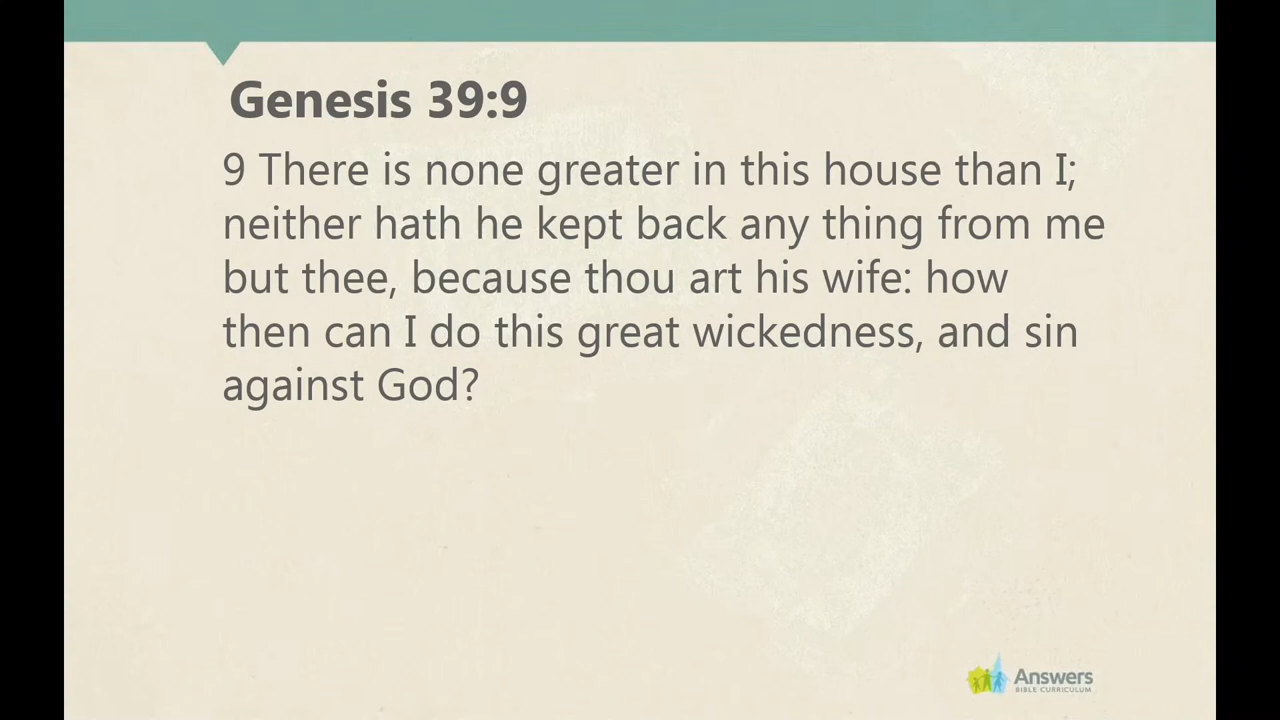 Genesis 39:9
9 There is none greater in this house than I;
neither hath he kept back any thing from me
but thee, because thou art his wife: how
then can I do this great wickedness, and sin
against God?
Answers
BIBLE CURRICULUM